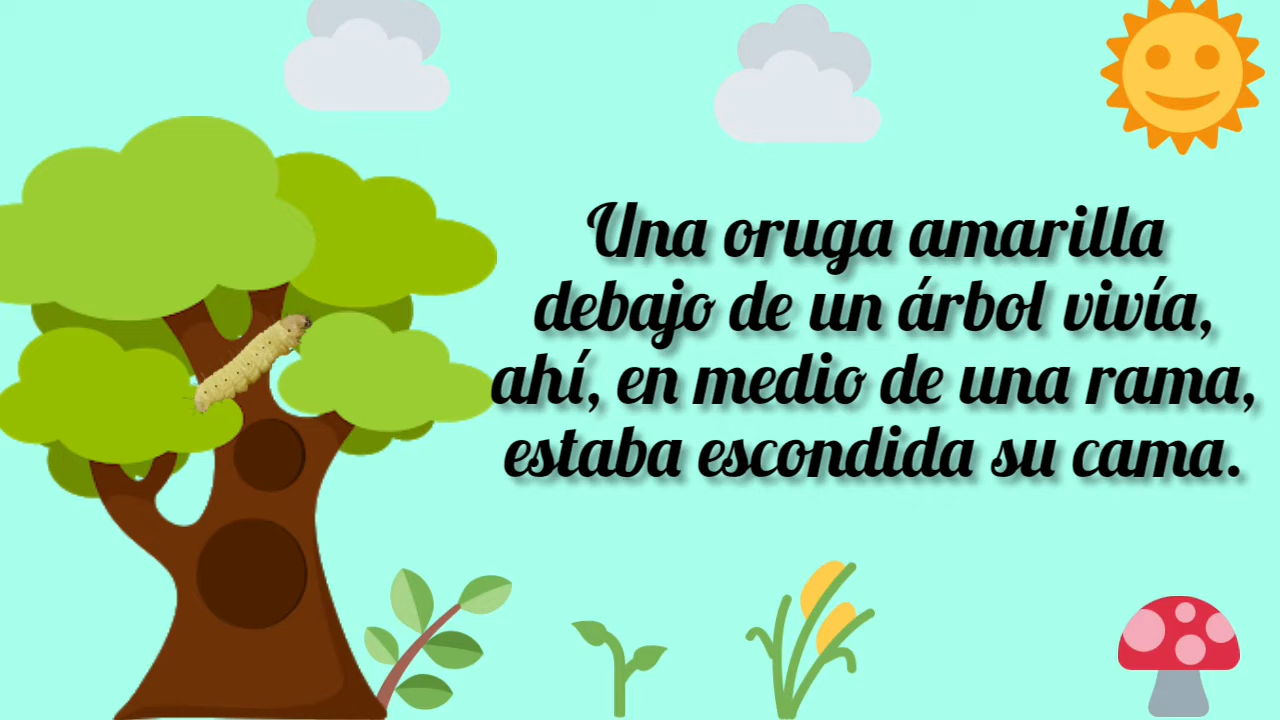 Una oruga amarilla
debajo de un árbol vivía,
ahí, en medio de una rama,
estaba escondida su cama.